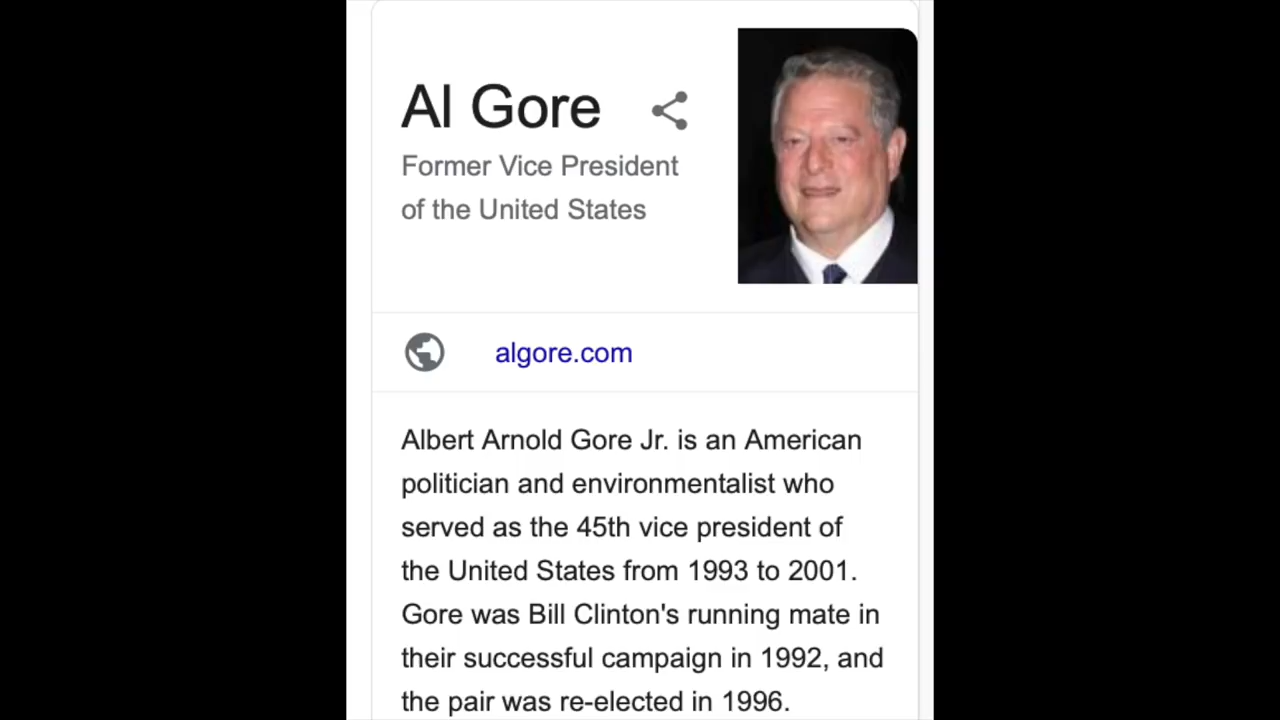 Al Gore
Former Vice President
of the United States
algore.com
Albert Arnold Gore Jr. is an American
politician and environmentalist who
served as the 45th vice president of
the United States from 1993 to 2001.
Gore was Bill Clinton's running mate in
their successful campaign in 1992, and
the pair was re-elected in 1996.